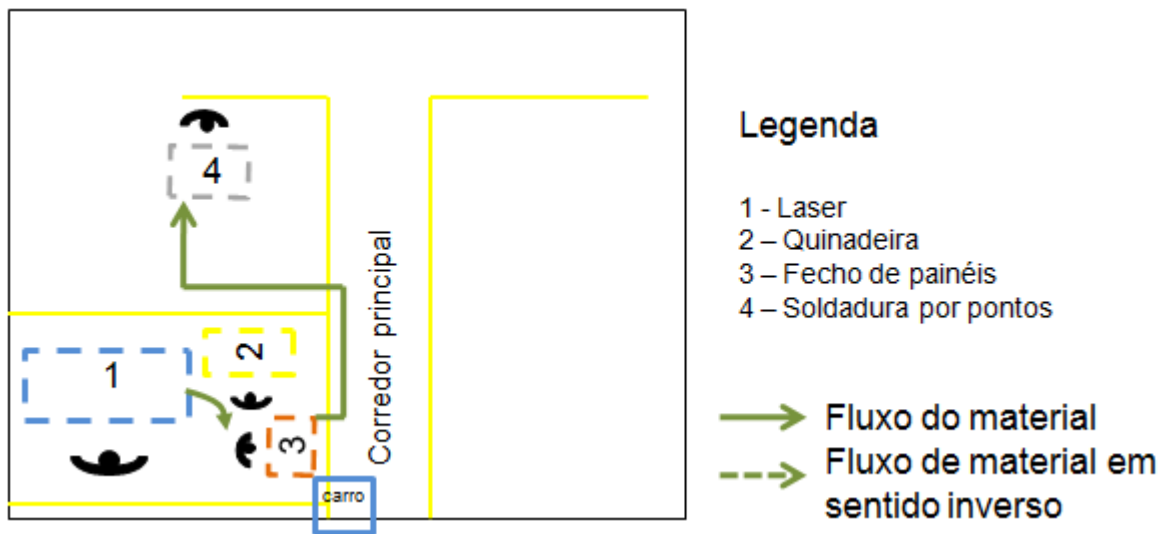 4
Corredor principal
2
1
3
carro
Legenda
1 - Laser
2 – Quinadeira
3 – Fecho de painéis
4 – Soldadura por pontos
Fluxo do material
Fluxo de material em
sentido inverso